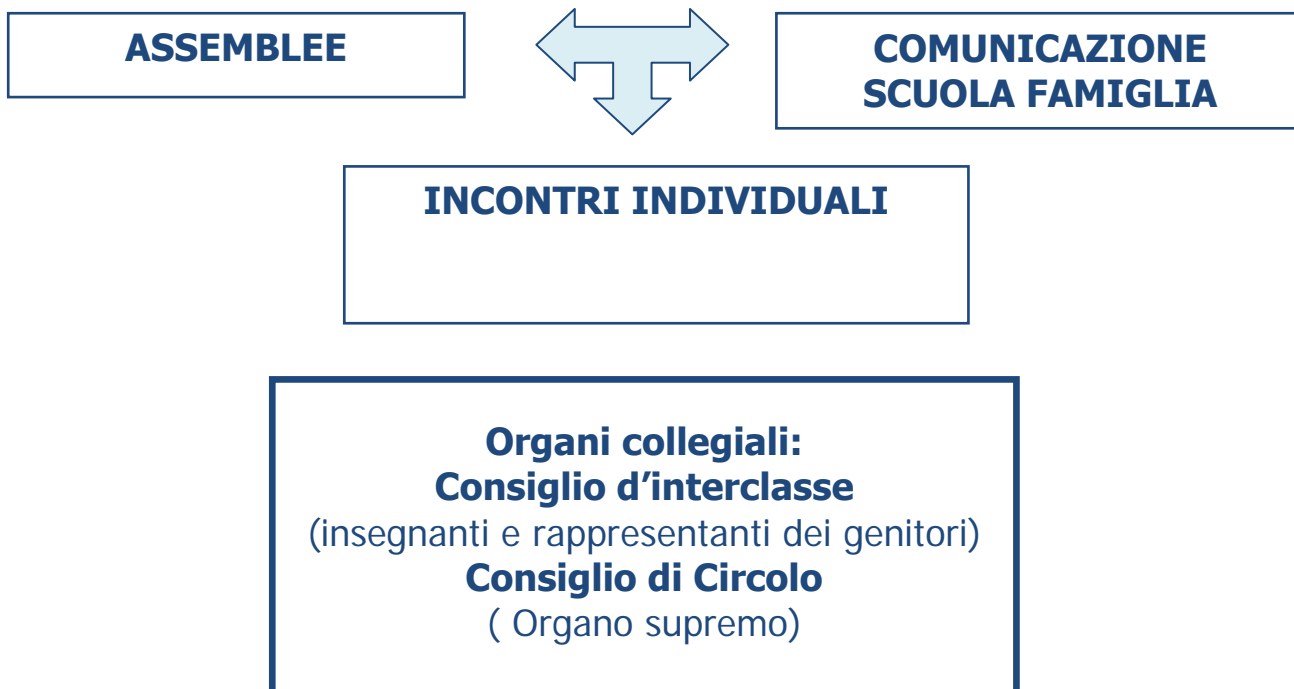 ASSEMBLEE
COMUNICAZIONE
SCUOLA FAMIGLIA
INCONTRI INDIVIDUALI
Organi collegiali:
Consiglio d’interclasse
(insegnanti e rappresentanti dei genitori)
Consiglio di Circolo
( Organo supremo)